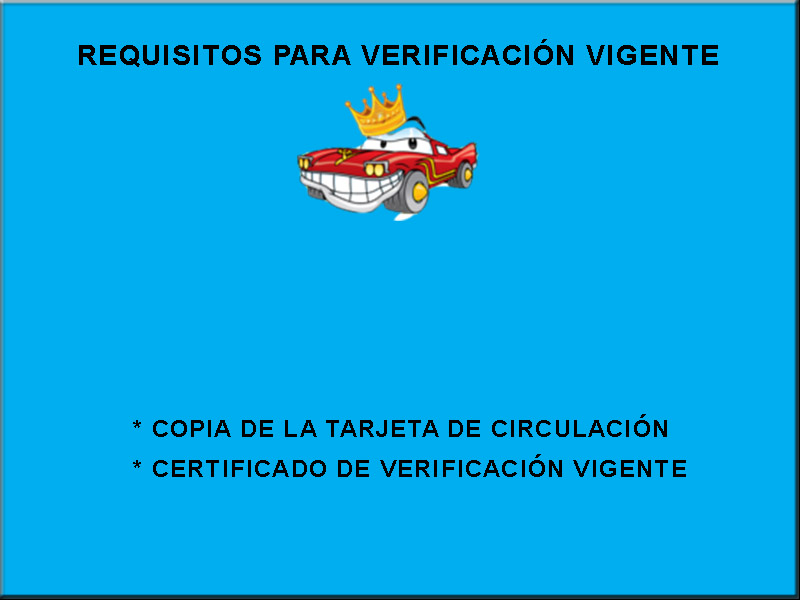 REQUISITOS PARA VERIFICACIÓN VIGENTE
* COPIA DE LA TARJETA DE CIRCULACIÓN
* CERTIFICADO DE VERIFICACIÓN VIGENTE